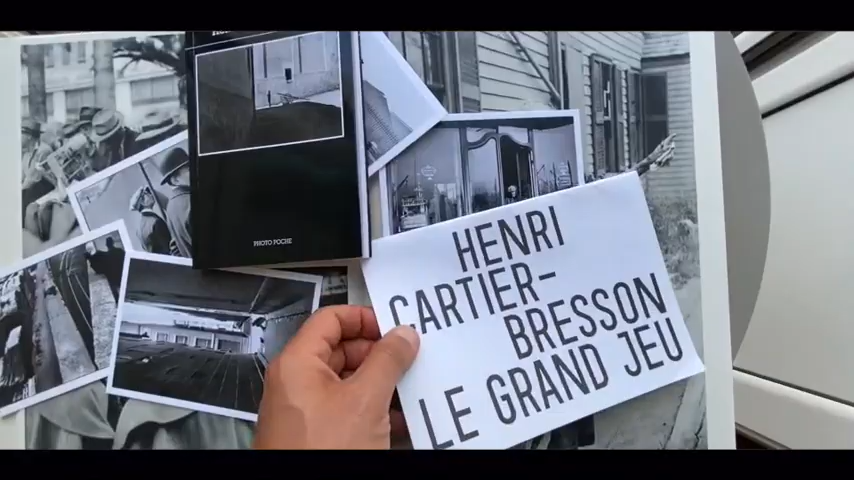 PHOTO POCHE
HENRI
CARTIER-
BRESSON
LE GRAND JEU